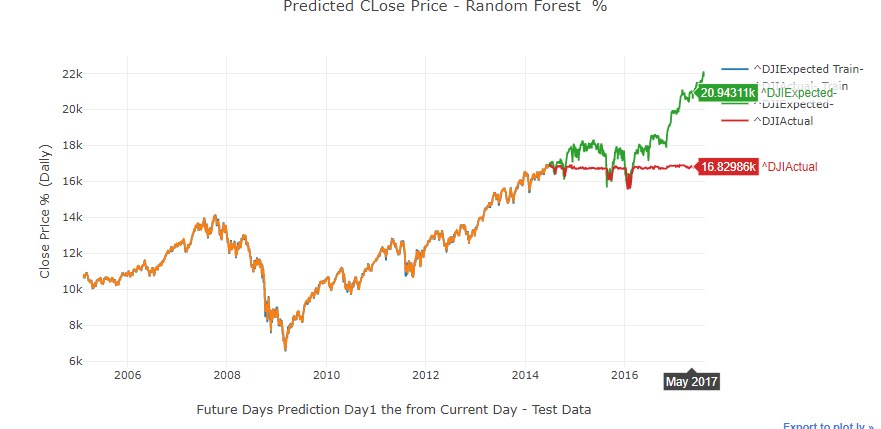 Predicted CLose Price - Random Forest %
22k
20k
18k
16k
14k
12k
10k
8k
6k
Close Price % (Daily)
^DJIExpected Train-
^DJIActual- Train
20.94311k ^DJIExpected-
^DJIExpected-
^DJIActual
16.82986k ^DJIActual
2006
2008
2010
2012
2014
2016
May 2017
Future Days Prediction Day1 the from Current Day - Test Data
Export to plot.ly »